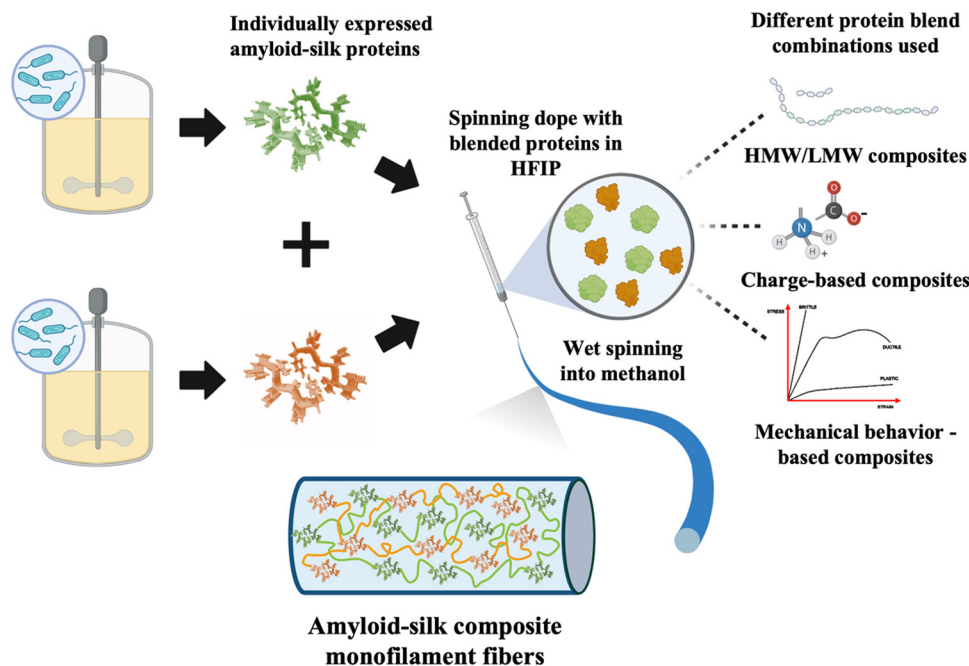 Individually expressed
amyloid-silk proteins
Different protein blend
combinations used
Spinning dope with
blended proteins in
HFIP
HMW/LMW composites
O
C
O
-
N
H
H
H
+
Charge-based composites
STRESS
BRITTLE
DUCTILE
PLASTIC
STRAIN
Wet spinning
into methanol
Mechanical behavior -
based composites
Amyloid-silk composite
monofilament fibers